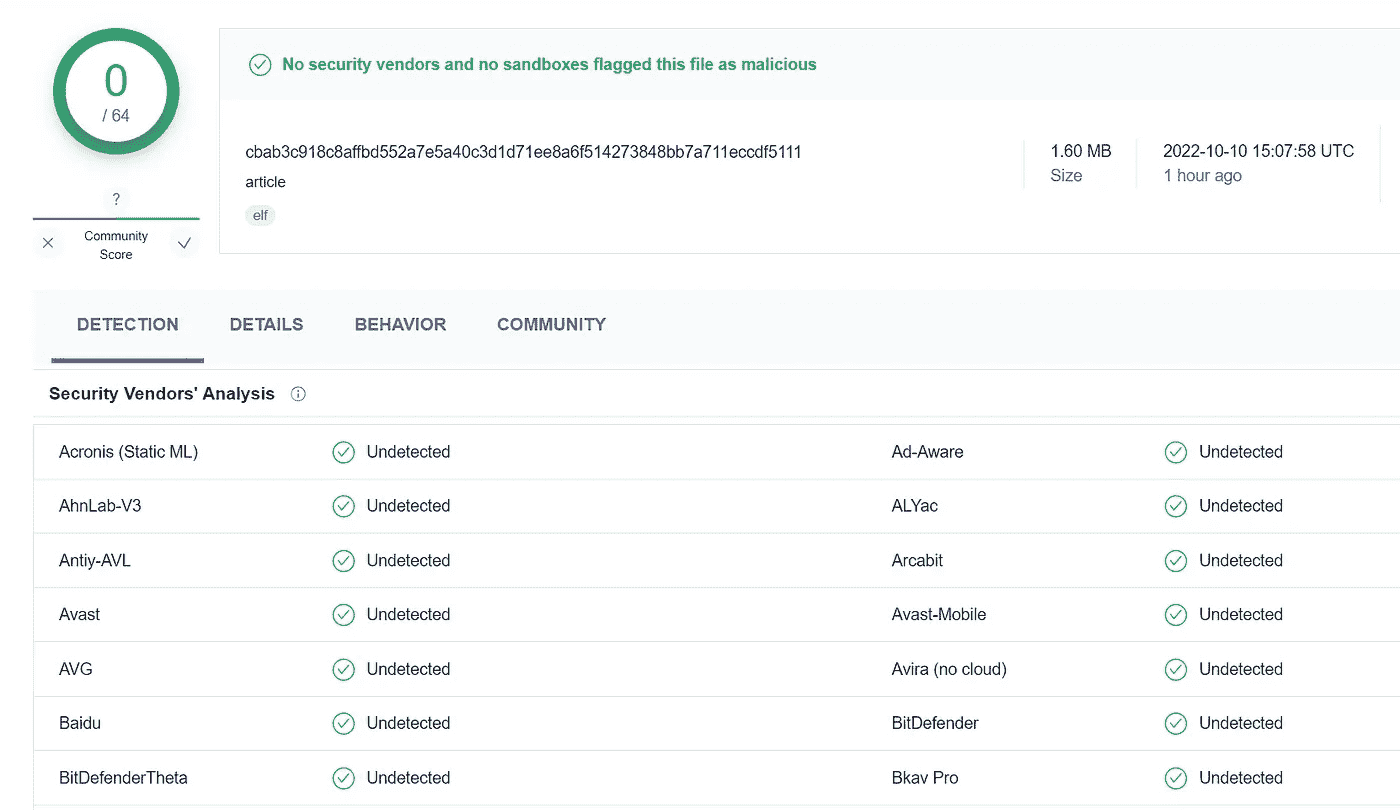 0
/ 64
?
Community
Score
No security vendors and no sandboxes flagged this file as malicious
cbab3c918c8affbd552a7e5a40c3d1d71ee8a6f514273848bb7a711eccdf5111
article
elf
1.60 MB
Size
2022-10-10 15:07:58 UTC
1 hour ago
DETECTION DETAILS BEHAVIOR COMMUNITY
Security Vendors' Analysis
Acronis (Static ML) Undetected Ad-Aware Undetected
AhnLab-V3 Undetected ALYac Undetected
Antiy-AVL Undetected Arcabit Undetected
Avast Undetected Avast-Mobile Undetected
AVG Undetected Avira (no cloud) Undetected
Baidu Undetected BitDefender Undetected
BitDefenderTheta Undetected Bkav Pro Undetected